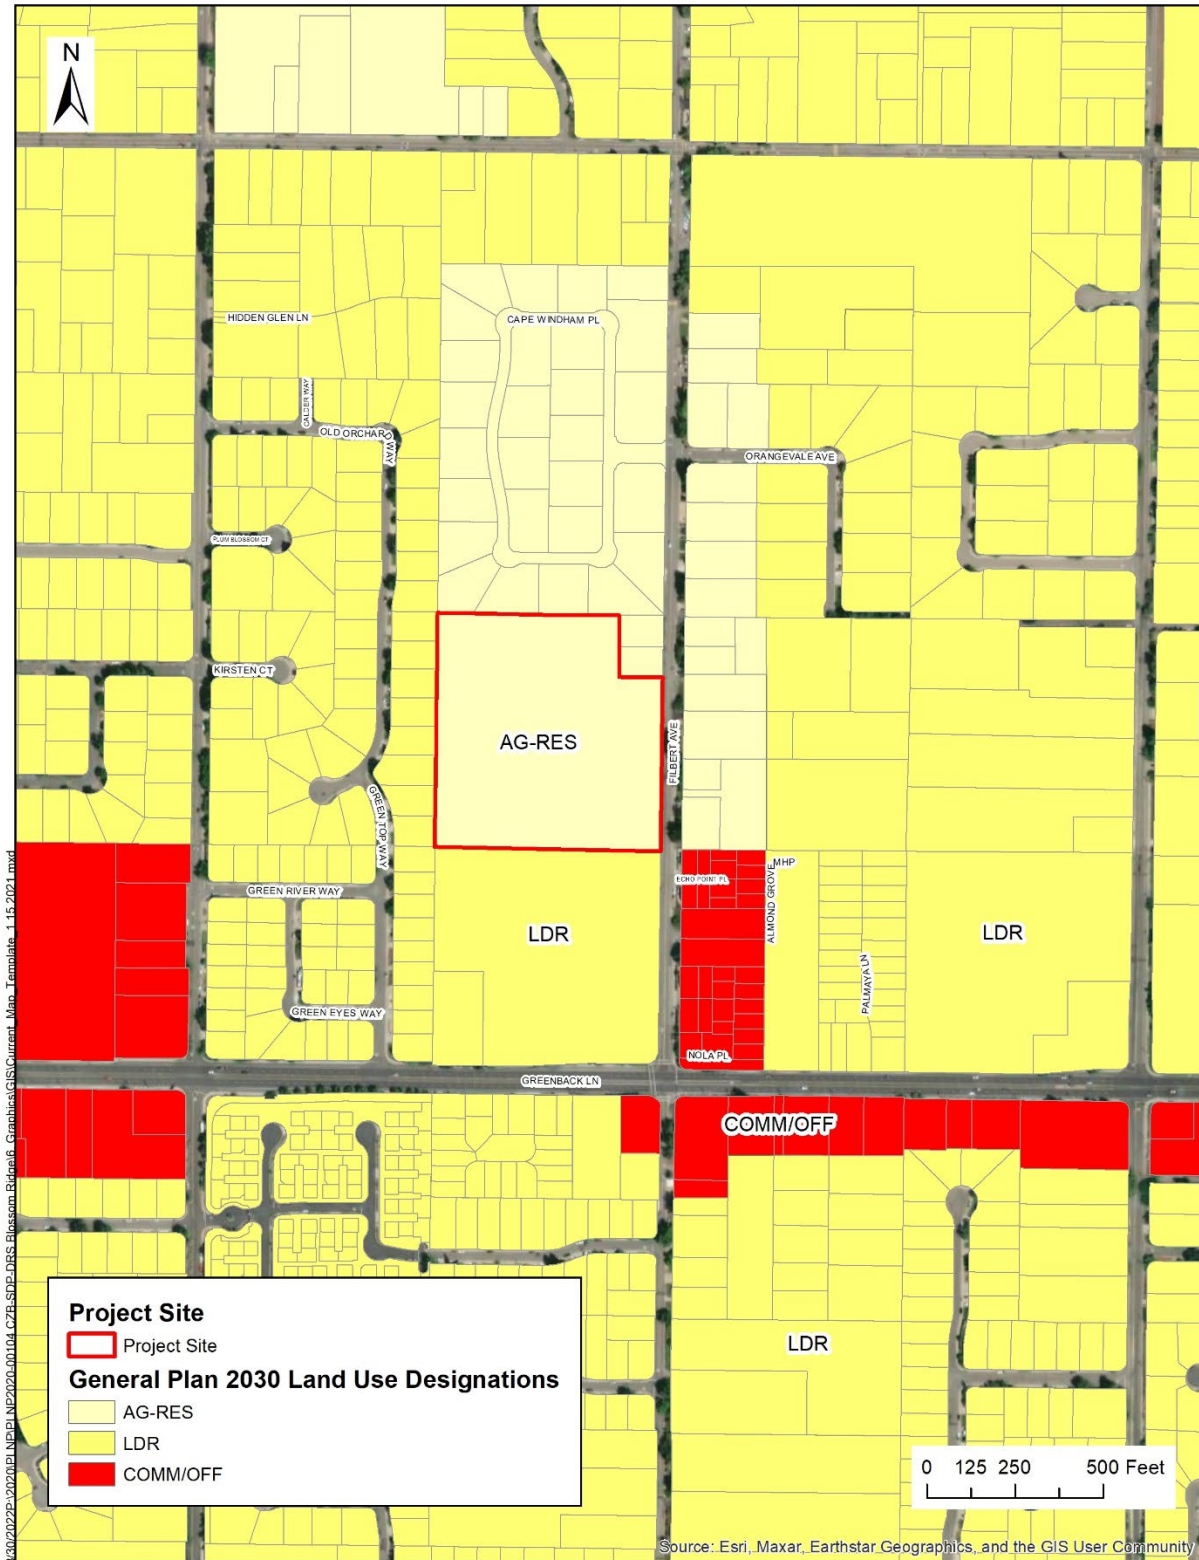 N
HIDDEN GLEN LN
CAPE WINDHAM PL
CALDER WAY
OLD ORCHARD WAY
ORANGEVALE AVE
PLUM BLOSSOM CT
KIRSTEN CT
AG-RES
FILBERT AVE
GREEN TOP WAY
GREEN RIVER WAY
ECHO POINT PL
MHP
ALMOND GROVE
LDR
LDR
PALMAYA LN
GREEN EYES WAY
NOLA PL
GREENBACK LN
COMM/OFF
LDR
Project Site
Project Site
General Plan 2030 Land Use Designations
AG-RES
LDR
COMM/OFF
0 125 250 500 Feet
Source: Esri, Maxar, Earthstar Geographics, and the GIS User Community